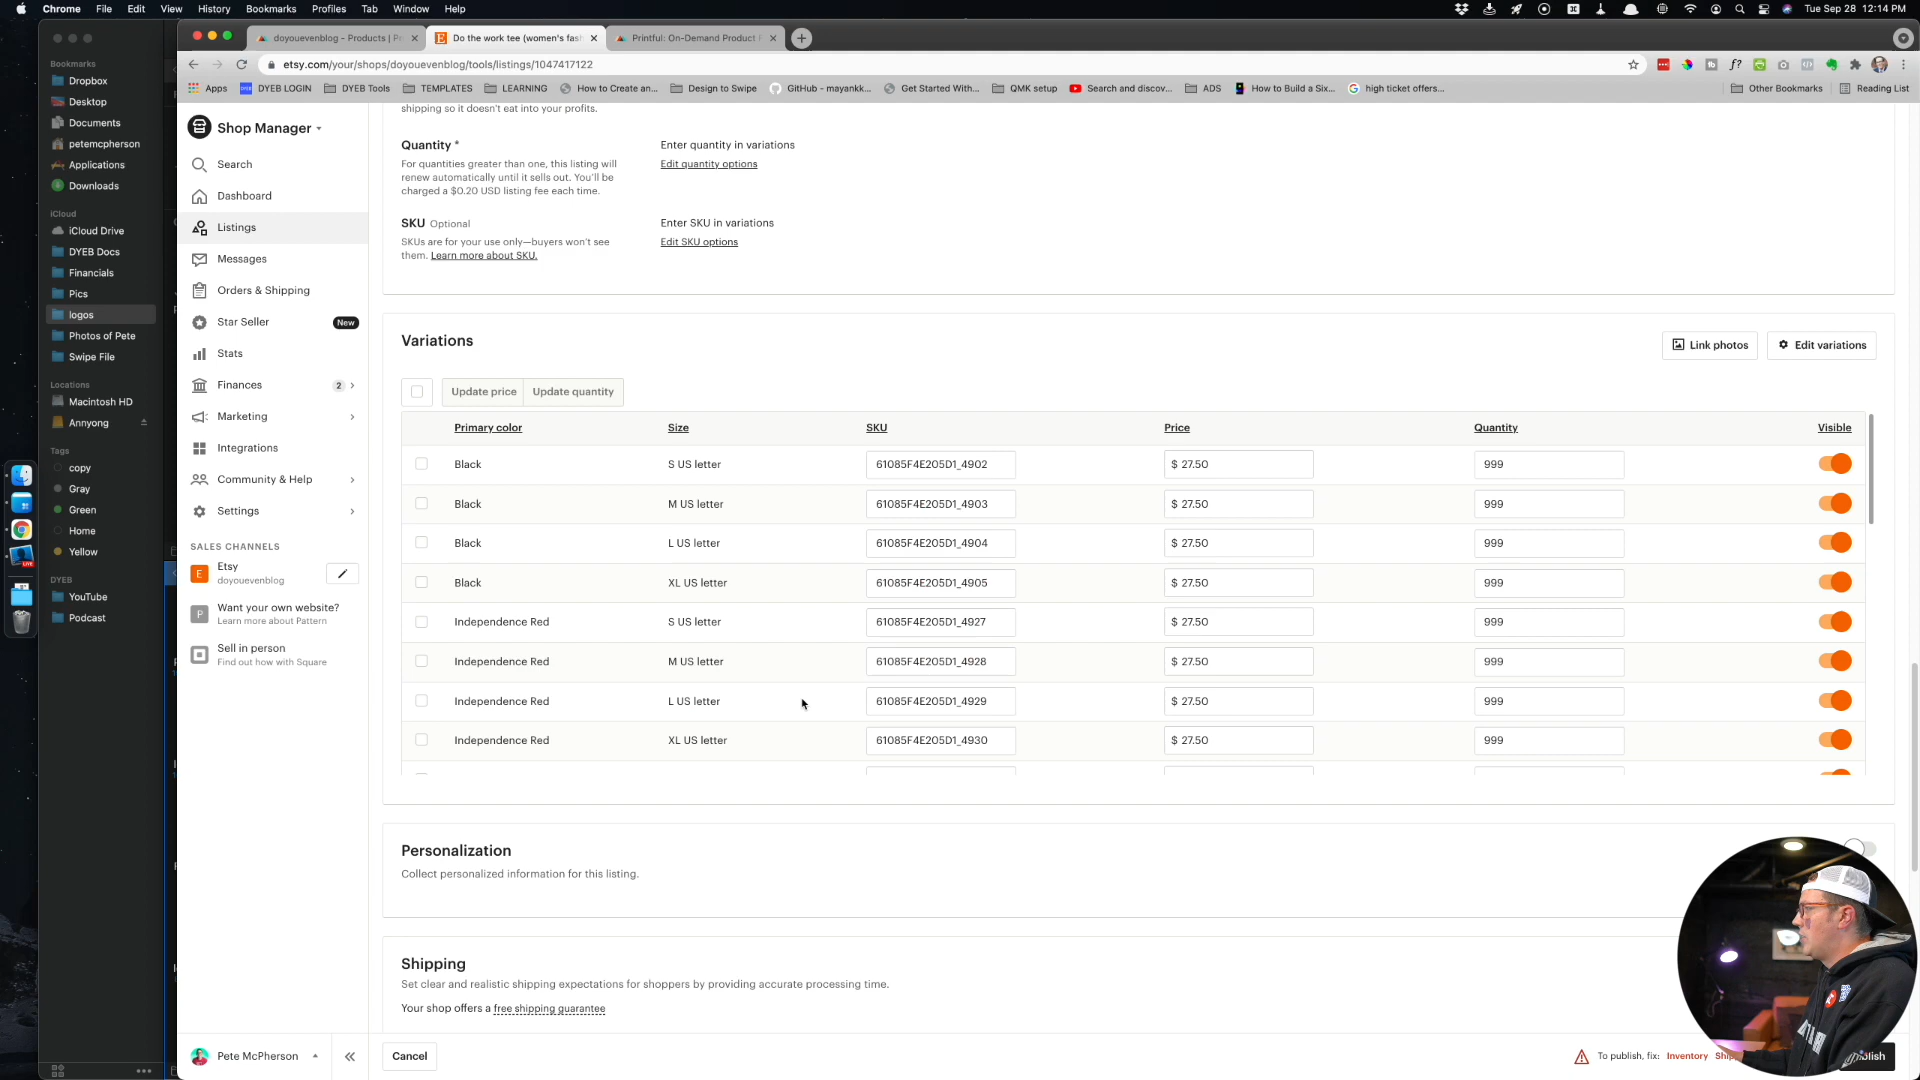 Chrome File Edit View History Bookmarks Profiles Tab Window Help
Tue Sep 28 12:14 PM
doyouevenblog – Products |
Do the work tee (women's fas
Printful: On-Demand Product
etsy.com/your/shops/doyouevenblog/tools/listings/1047417122
Apps DYEB LOGIN DYEB Tools TEMPLATES LEARNING How to Create an... Design to Swipe GitHub - mayankk... Get Started With... QMK setup Search and discov... ADS How to Build a Six... high ticket offers... Other Bookmarks Reading List
Bookmarks
Dropbox
Desktop
Documents
petemcpherson
Applications
Downloads
iCloud
iCloud Drive
DYEB Docs
Financials
Pics
logos
Photos of Pete
Swipe File
Locations
Macintosh HD
Annyong
Tags
copy
Gray
Green
Home
Yellow
DYEB
YouTube
Podcast
Shop Manager
Search
Dashboard
Listings
Messages
Orders & Shipping
Star Seller New
Stats
Finances 2
Marketing
Integrations
Community & Help
Settings
SALES CHANNELS
E Etsy
doyouevenblog
P Want your own website?
Learn more about Pattern
Sell in person
Find out how with Square
Pete McPherson
shipping so it doesn't eat into your profits.
Quantity *
For quantities greater than one, this listing will
renew automatically until it sells out. You'll be
charged a $0.20 USD listing fee each time.
Enter quantity in variations
Edit quantity options
SKU Optional
SKUs are for your use only—buyers won't see
them. Learn more about SKU.
Enter SKU in variations
Edit SKU options
Variations
Link photos Edit variations
Update price Update quantity
Primary color Size SKU Price Quantity Visible
Black S US letter 61085F4E205D1_4902 $ 27.50 999
Black M US letter 61085F4E205D1_4903 $ 27.50 999
Black L US letter 61085F4E205D1_4904 $ 27.50 999
Black XL US letter 61085F4E205D1_4905 $ 27.50 999
Independence Red S US letter 61085F4E205D1_4927 $ 27.50 999
Independence Red M US letter 61085F4E205D1_4928 $ 27.50 999
Independence Red L US letter 61085F4E205D1_4929 $ 27.50 999
Independence Red XL US letter 61085F4E205D1_4930 $ 27.50 999
Personalization
Collect personalized information for this listing.
Shipping
Set clear and realistic shipping expectations for shoppers by providing accurate processing time.
Your shop offers a free shipping guarantee
Cancel
To publish, fix: Inventory